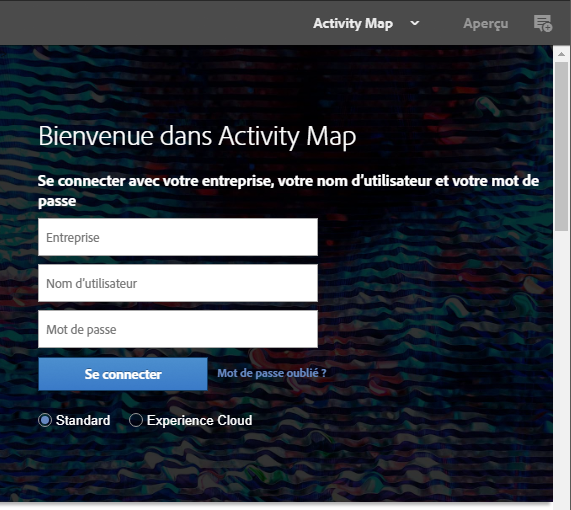 Activity Map
Aperçu
Bienvenue dans Activity Map
Se connecter avec votre entreprise, votre nom d’utilisateur et votre mot de
passe
Entreprise
Nom d’utilisateur
Mot de passe
Se connecter
Mot de passe oublié ?
Standard
Experience Cloud